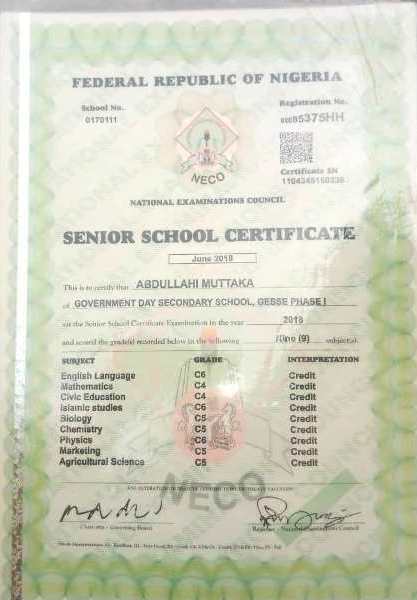 FEDERAL REPUBLIC OF NIGERIA
School No.
0170111
Registration No.
85375HH
NECO
Certificate SN
NATIONAL EXAMINATIONS COUNCIL
SENIOR SCHOOL CERTIFICATE
June 2018
This is to certify that ABDULLAHI MUTTAKA
of GOVERNMENT DAY SECONDARY SCHOOL, GESSE PHASE I
sat the Senior School Certificate Examination in the year 2018
and scored the grade(s) recorded below in the following Nine (9) subject(s).
SUBJECT GRADE INTERPRETATION
English Language C6 Credit
Mathematics C4 Credit
Civic Education C4 Credit
Islamic studies C6 Credit
Biology C5 Credit
Chemistry C5 Credit
Physics C6 Credit
Marketing C5 Credit
Agricultural Science C5 Credit
NECO
Chairman - Governing Board
Registrar - National Examinations Council